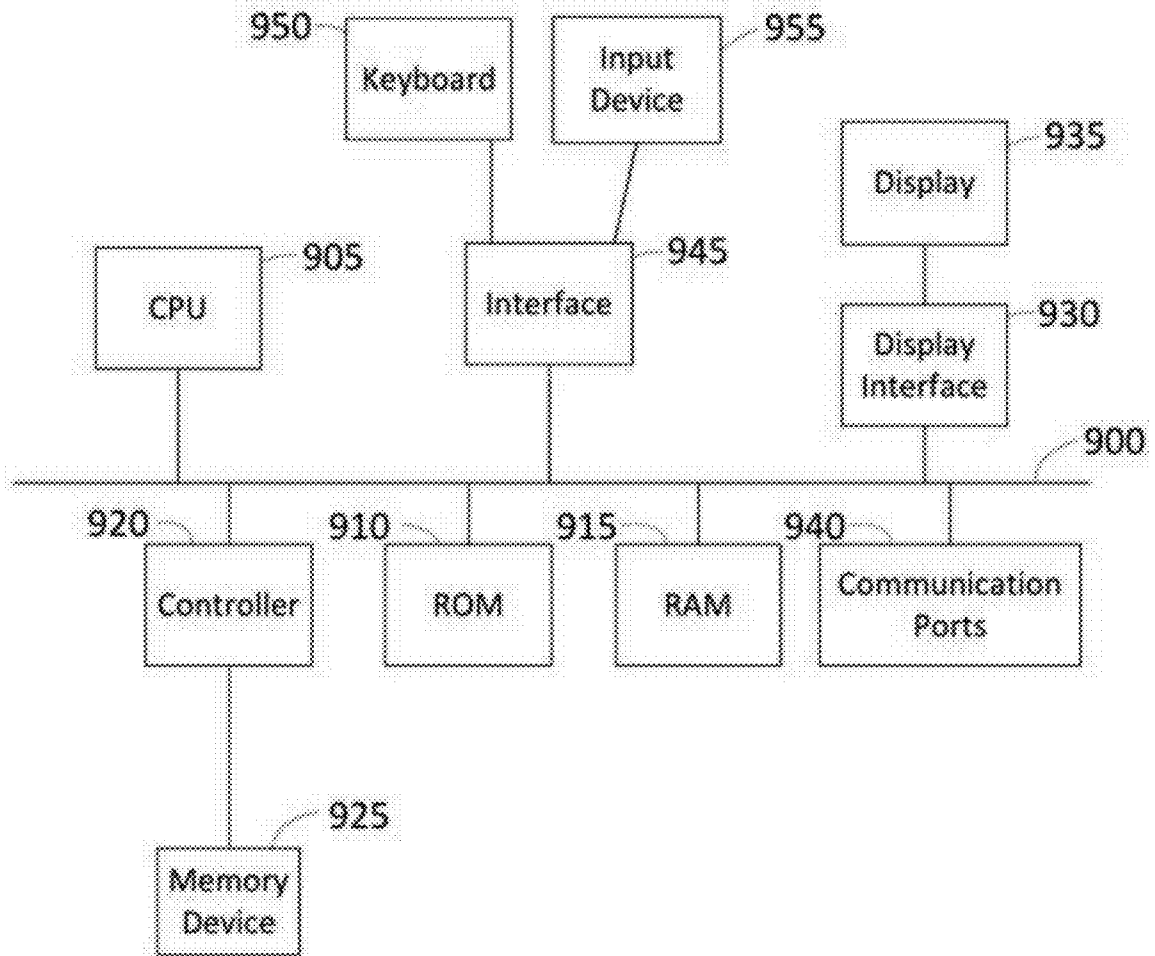 950
Keyboard
Input
Device
955
Display
935
CPU
905
Interface
945
Display
Interface
930
900
920
Controller
910
ROM
915
RAM
940
Communication
Ports
925
Memory
Device